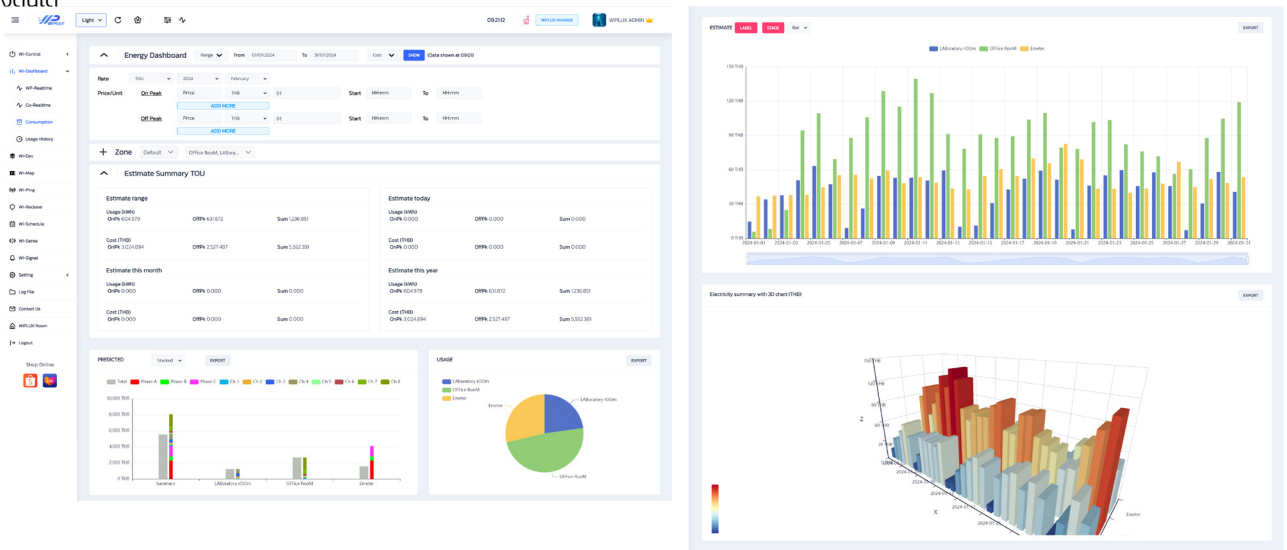 WIPLUX
Light
09:21:12
WIPLUX MANAGE
WIPLUX ADMIN
Wi-Control
Wi-Dashboard
WP-Realtime
Co-Realtime
Consumption
Usage History
Wi-Dev
Wi-Map
Wi-Ping
Wi-Redzoer
Wi-Schedule
Wi-Sense
Wi-Signal
Setting
Log File
Contact Us
WIPLUX Room
Logout
Shop Online
Energy Dashboard Range From 01/01/2024 To 31/01/2024 Cost SHOW (Data shown at 09:01)
Rate TOU 2024 February
Price/Unit On Peak Price THB 01 Start HH:mm To HH:mm
ADD MORE
Off Peak Price THB 01 Start HH:mm To HH:mm
ADD MORE
Zone Default Office RooM, LABora...
Estimate Summary TOU
Estimate range
Usage (kWh)
OnPk 604.979 OffPk 631.872 Sum 1,236.851
Cost (THB)
OnPk 3,024.894 OffPk 2,527.487 Sum 5,552.381
Estimate today
Usage (kWh)
OnPk 0.000 OffPk 0.000 Sum 0.000
Cost (THB)
OnPk 0.000 OffPk 0.000 Sum 0.000
Estimate this month
Usage (kWh)
OnPk 0.000 OffPk 0.000 Sum 0.000
Cost (THB)
OnPk 0.000 OffPk 0.000 Sum 0.000
Estimate this year
Usage (kWh)
OnPk 604.979 OffPk 631.872 Sum 1,236.851
Cost (THB)
OnPk 3,024.894 OffPk 2,527.487 Sum 5,552.381
PREDICTED Stacked EXPORT
Total Phase A Phase B Phase C Ch.1 Ch.2 Ch.3 Ch.4 Ch.5 Ch.6 Ch.7 Ch.8
10,000 THB
8,000 THB
6,000 THB
4,000 THB
2,000 THB
0 THB
Summary LABoratory rOOm Office RooM Emeter
USAGE EXPORT
LABoratory rOOm
Office RooM
Emeter
Emeter
LABoratory rOOm
Office RooM
ESTIMATE LABEL STACK Bar EXPORT
LABoratory rOOm Office RooM Emeter
150 THB
120 THB
90 THB
60 THB
30 THB
0 THB
2024-01-01 2024-01-03 2024-01-05 2024-01-07 2024-01-09 2024-01-11 2024-01-13 2024-01-15 2024-01-17 2024-01-19 2024-01-21 2024-01-23 2024-01-25 2024-01-27 2024-01-29 2024-01-31
Electricity summary with 3D chart (THB) EXPORT
150 THB
120 THB
90 THB
60 THB
30 THB
Z
X
Emeter